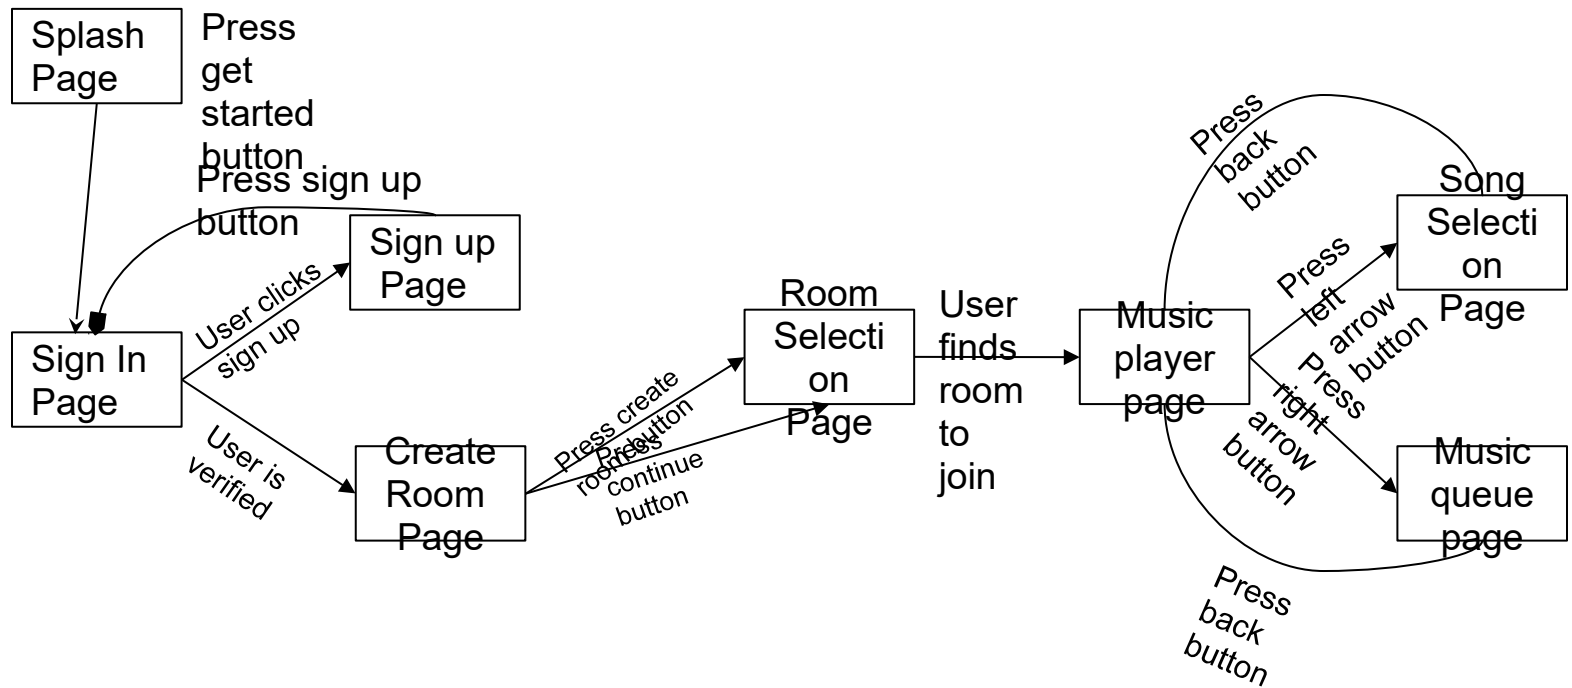 Splash
Page
Press
get
started
button
Press sign up
button
Sign up
Page
User clicks
sign up
Sign In
Page
User is
verified
Create
Room
Page
Press create
room button
Press
continue
button
Room
Selecti
on
Page
User
finds
room
to
join
Music
player
page
Press
back
button
Press
left
arrow
button
Song
Selecti
on
Page
Press
right
arrow
button
Music
queue
page
Press
back
button